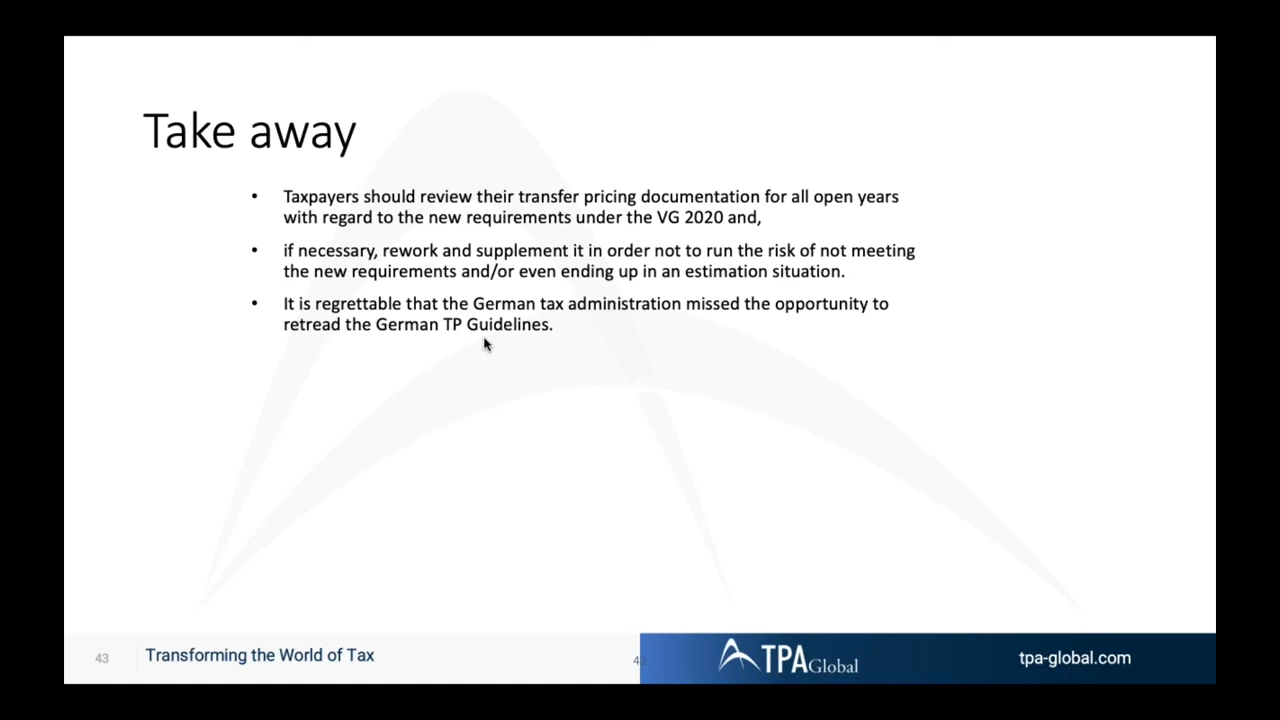 Take away
• Taxpayers should review their transfer pricing documentation for all open years
with regard to the new requirements under the VG 2020 and,
• if necessary, rework and supplement it in order not to run the risk of not meeting
the new requirements and/or even ending up in an estimation situation.
• It is regrettable that the German tax administration missed the opportunity to
retread the German TP Guidelines.
43
Transforming the World of Tax
TPA Global
tpa-global.com